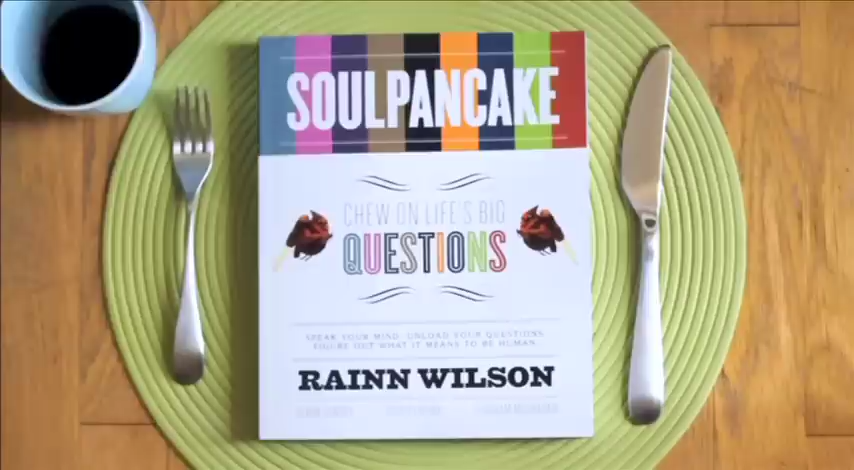 SOULPANCAKE
CHEW ON LIFE'S BIG
QUESTIONS
SPEAK YOUR MIND. UNLOAD YOUR QUESTIONS.
FIGURE OUT WHAT IT MEANS TO BE HUMAN.
RAINN WILSON